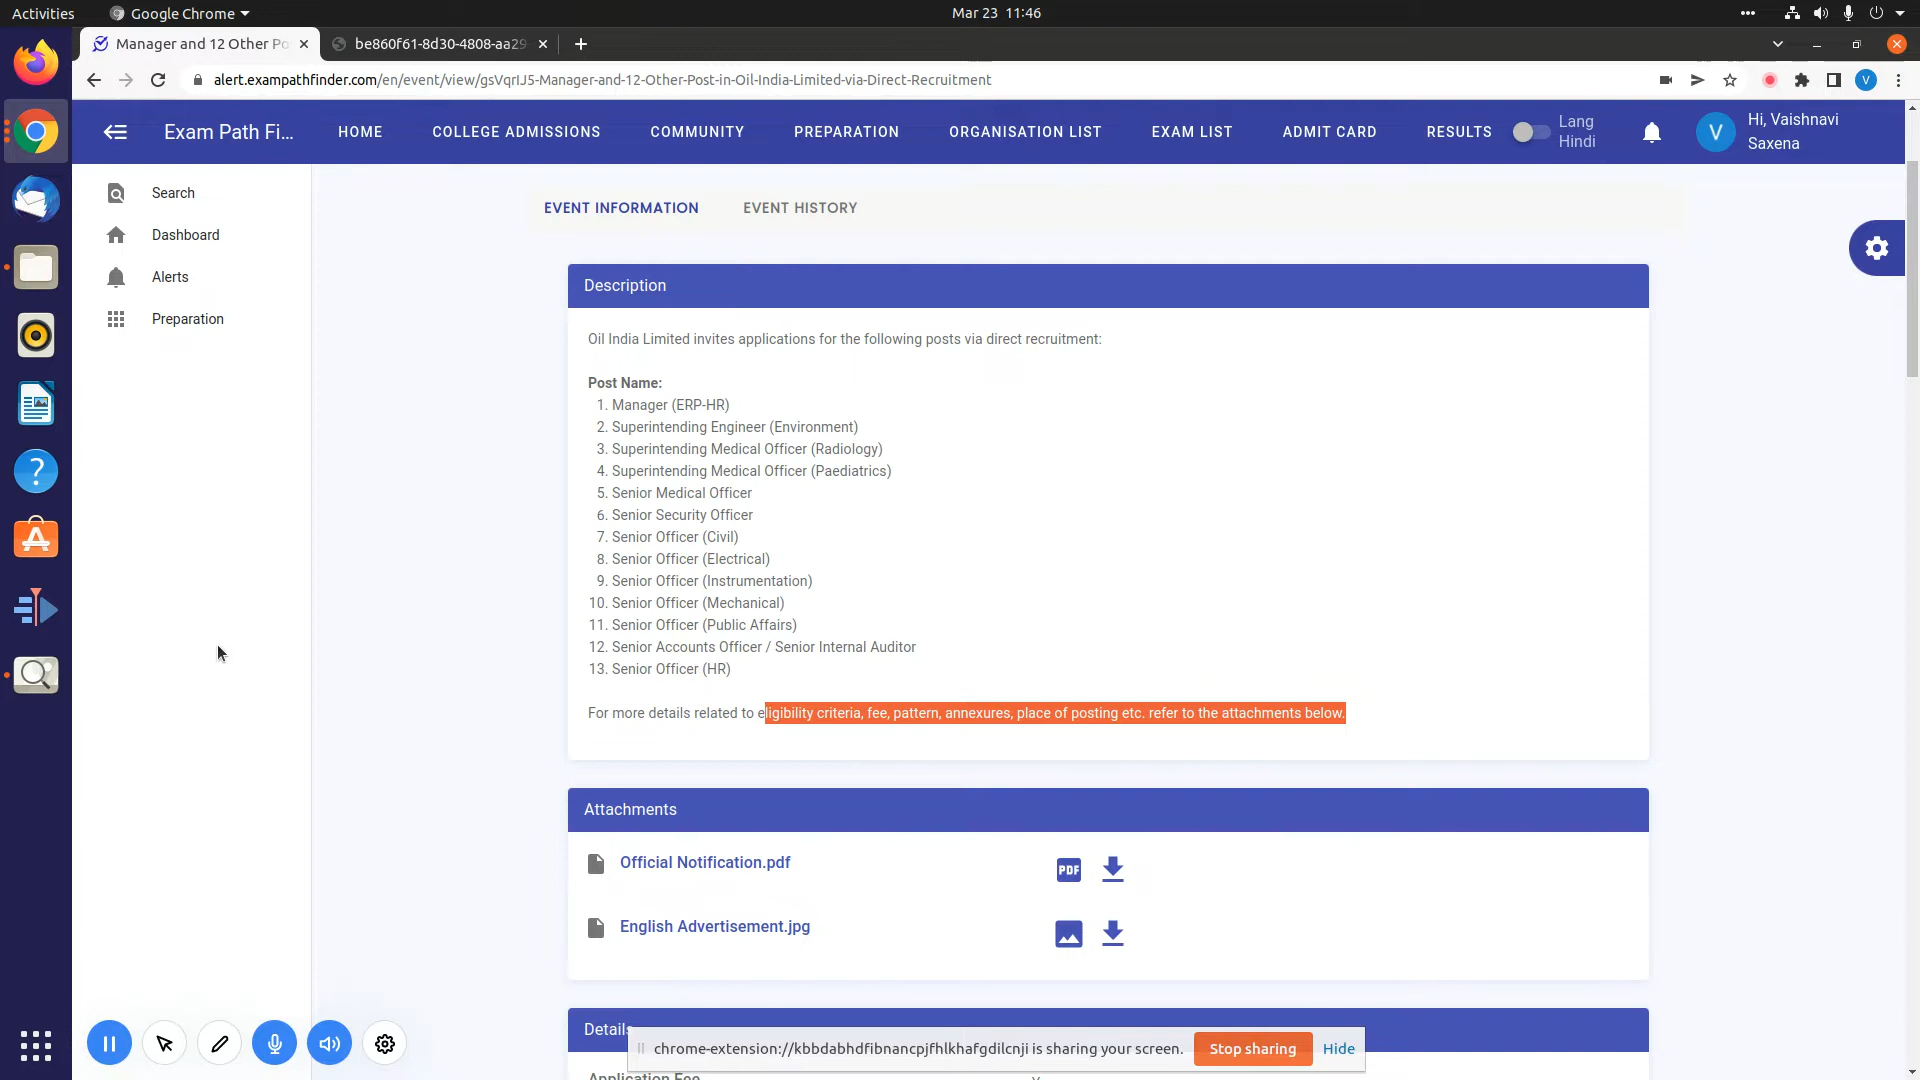 Activities
Google Chrome
Mar 23 11:46
Manager and 12 Other Po
be860f61-8d30-4808-aa29
alert.exampathfinder.com/en/event/view/gsVqrIJ5-Manager-and-12-Other-Post-in-Oil-India-Limited-via-Direct-Recruitment
V
Exam Path Fi...
HOME
COLLEGE ADMISSIONS
COMMUNITY
PREPARATION
ORGANISATION LIST
EXAM LIST
ADMIT CARD
RESULTS
Lang
Hindi
V
Hi, Vaishnavi
Saxena
Search
Dashboard
Alerts
Preparation
EVENT INFORMATION
EVENT HISTORY
Description
Oil India Limited invites applications for the following posts via direct recruitment:
Post Name:
1. Manager (ERP-HR)
2. Superintending Engineer (Environment)
3. Superintending Medical Officer (Radiology)
4. Superintending Medical Officer (Paediatrics)
5. Senior Medical Officer
6. Senior Security Officer
7. Senior Officer (Civil)
8. Senior Officer (Electrical)
9. Senior Officer (Instrumentation)
10. Senior Officer (Mechanical)
11. Senior Officer (Public Affairs)
12. Senior Accounts Officer / Senior Internal Auditor
13. Senior Officer (HR)
For more details related to eligibility criteria, fee, pattern, annexures, place of posting etc. refer to the attachments below.
Attachments
Official Notification.pdf
PDF
English Advertisement.jpg
Details
chrome-extension://kbbdabhdfibnancpjfhlkhafgdilcnji is sharing your screen.
Stop sharing
Hide
Application Fee